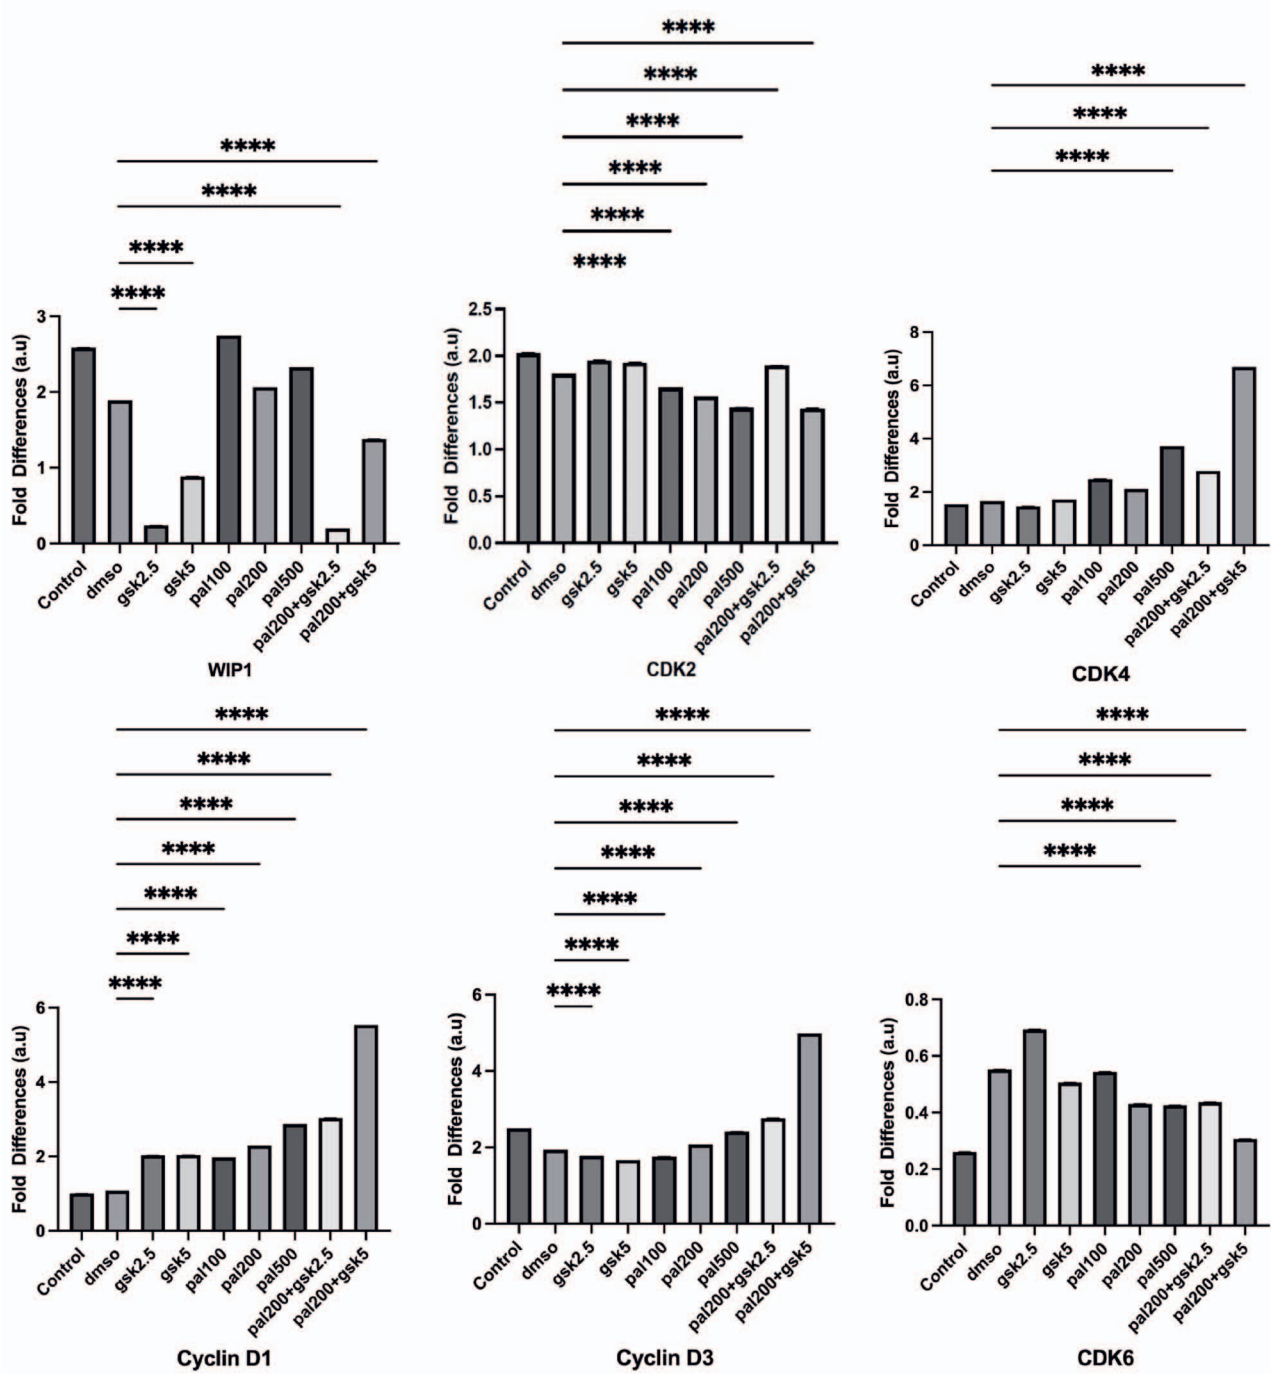 ****
****
****
****
3
2
1
0
Fold Differences (a.u)
Control
dmso
gsk2.5
gsk5
pal100
pal200
pal500
pal200+gsk2.5
pal200+gsk5
WIP1
****
****
****
****
****
****
2.5
2.0
1.5
1.0
0.5
0.0
Fold Differences (a.u)
Control
dmso
gsk2.5
gsk5
pal100
pal200
pal500
pal200+gsk2.5
pal200+gsk5
CDK2
****
****
****
8
6
4
2
0
Fold Differences (a.u)
Control
dmso
gsk2.5
gsk5
pal100
pal200
pal500
pal200+gsk2.5
pal200+gsk5
CDK4
****
****
****
****
****
****
****
6
4
2
0
Fold Differences (a.u)
Control
dmso
gsk2.5
gsk5
pal100
pal200
pal500
pal200+gsk2.5
pal200+gsk5
Cyclin D1
****
****
****
****
****
****
****
6
4
2
0
Fold Differences (a.u)
Control
dmso
gsk2.5
gsk5
pal100
pal200
pal500
pal200+gsk2.5
pal200+gsk5
Cyclin D3
****
****
****
****
0.8
0.6
0.4
0.2
0.0
Fold Differences (a.u)
Control
dmso
gsk2.5
gsk5
pal100
pal200
pal500
pal200+gsk2.5
pal200+gsk5
CDK6